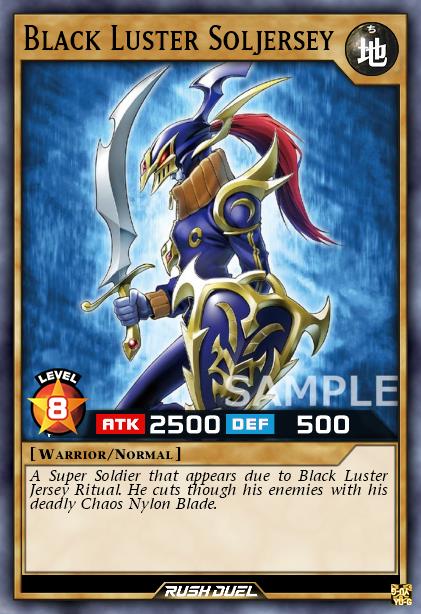 Black Luster Soljersey
ち
地
SAMPLE
LEVEL
8
ATK 2500 DEF 500
[Warrior/Normal]
A Super Soldier that appears due to Black Luster
Jersey Ritual. He cuts though his enemies with his
deadly Chaos Nylon Blade.
RUSH DUEL